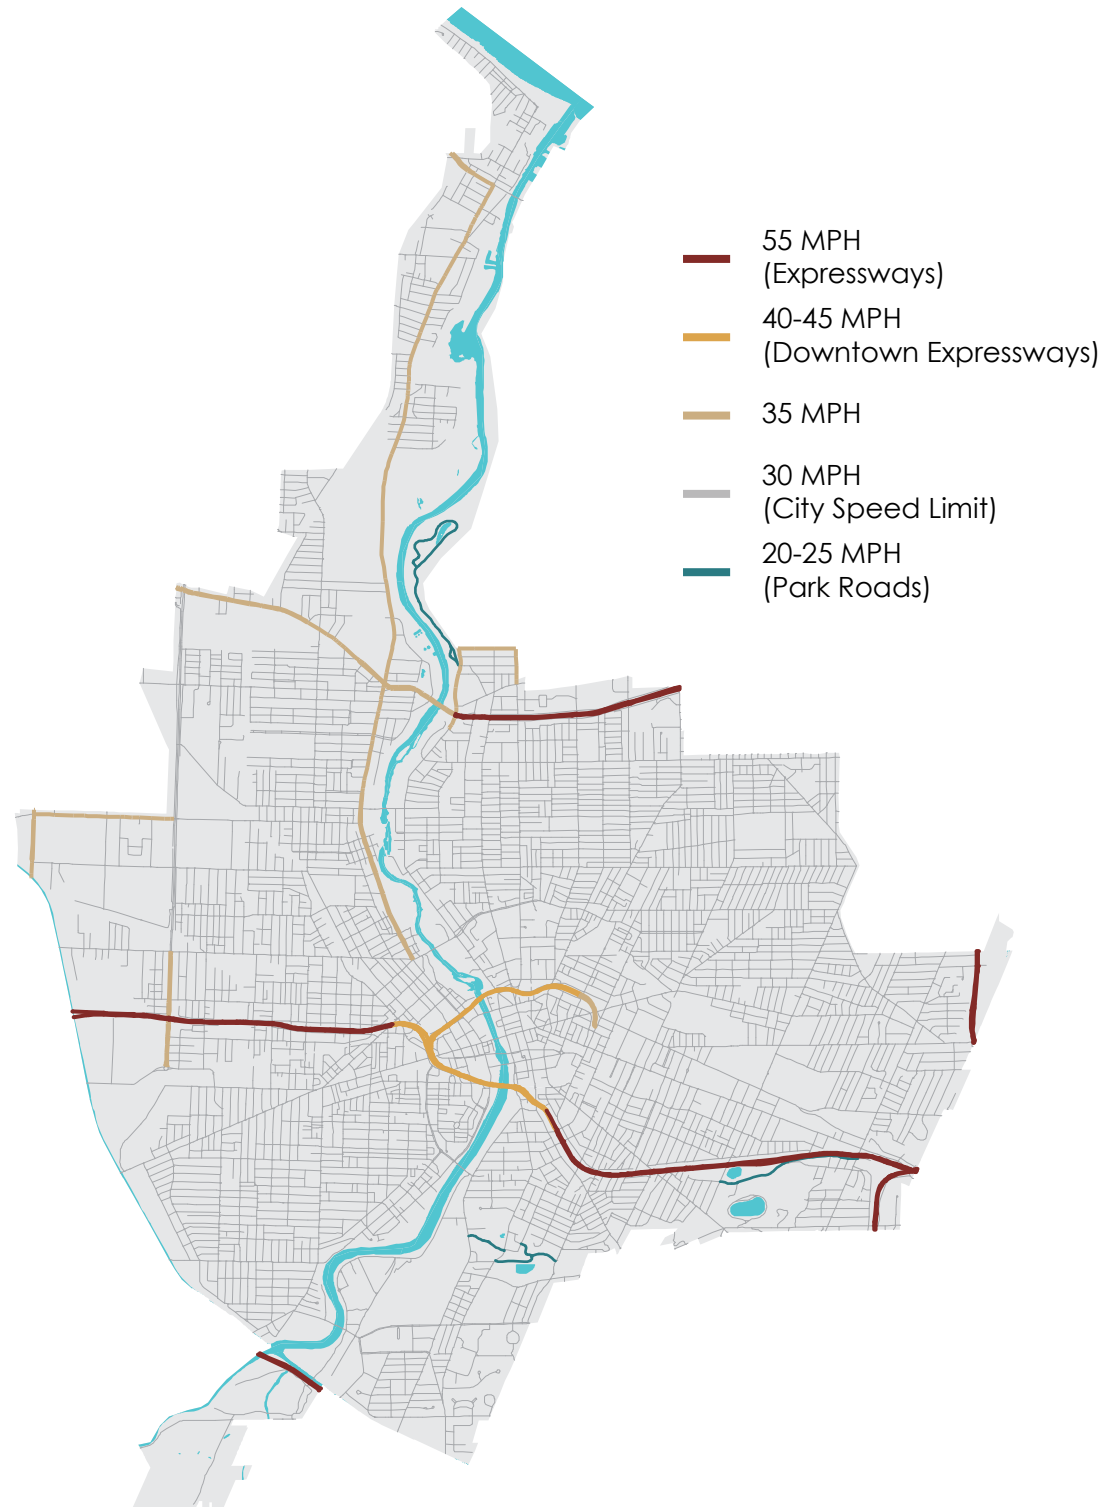 55 MPH
(Expressways)
40-45 MPH
(Downtown Expressways)
35 MPH
30 MPH
(City Speed Limit)
20-25 MPH
(Park Roads)